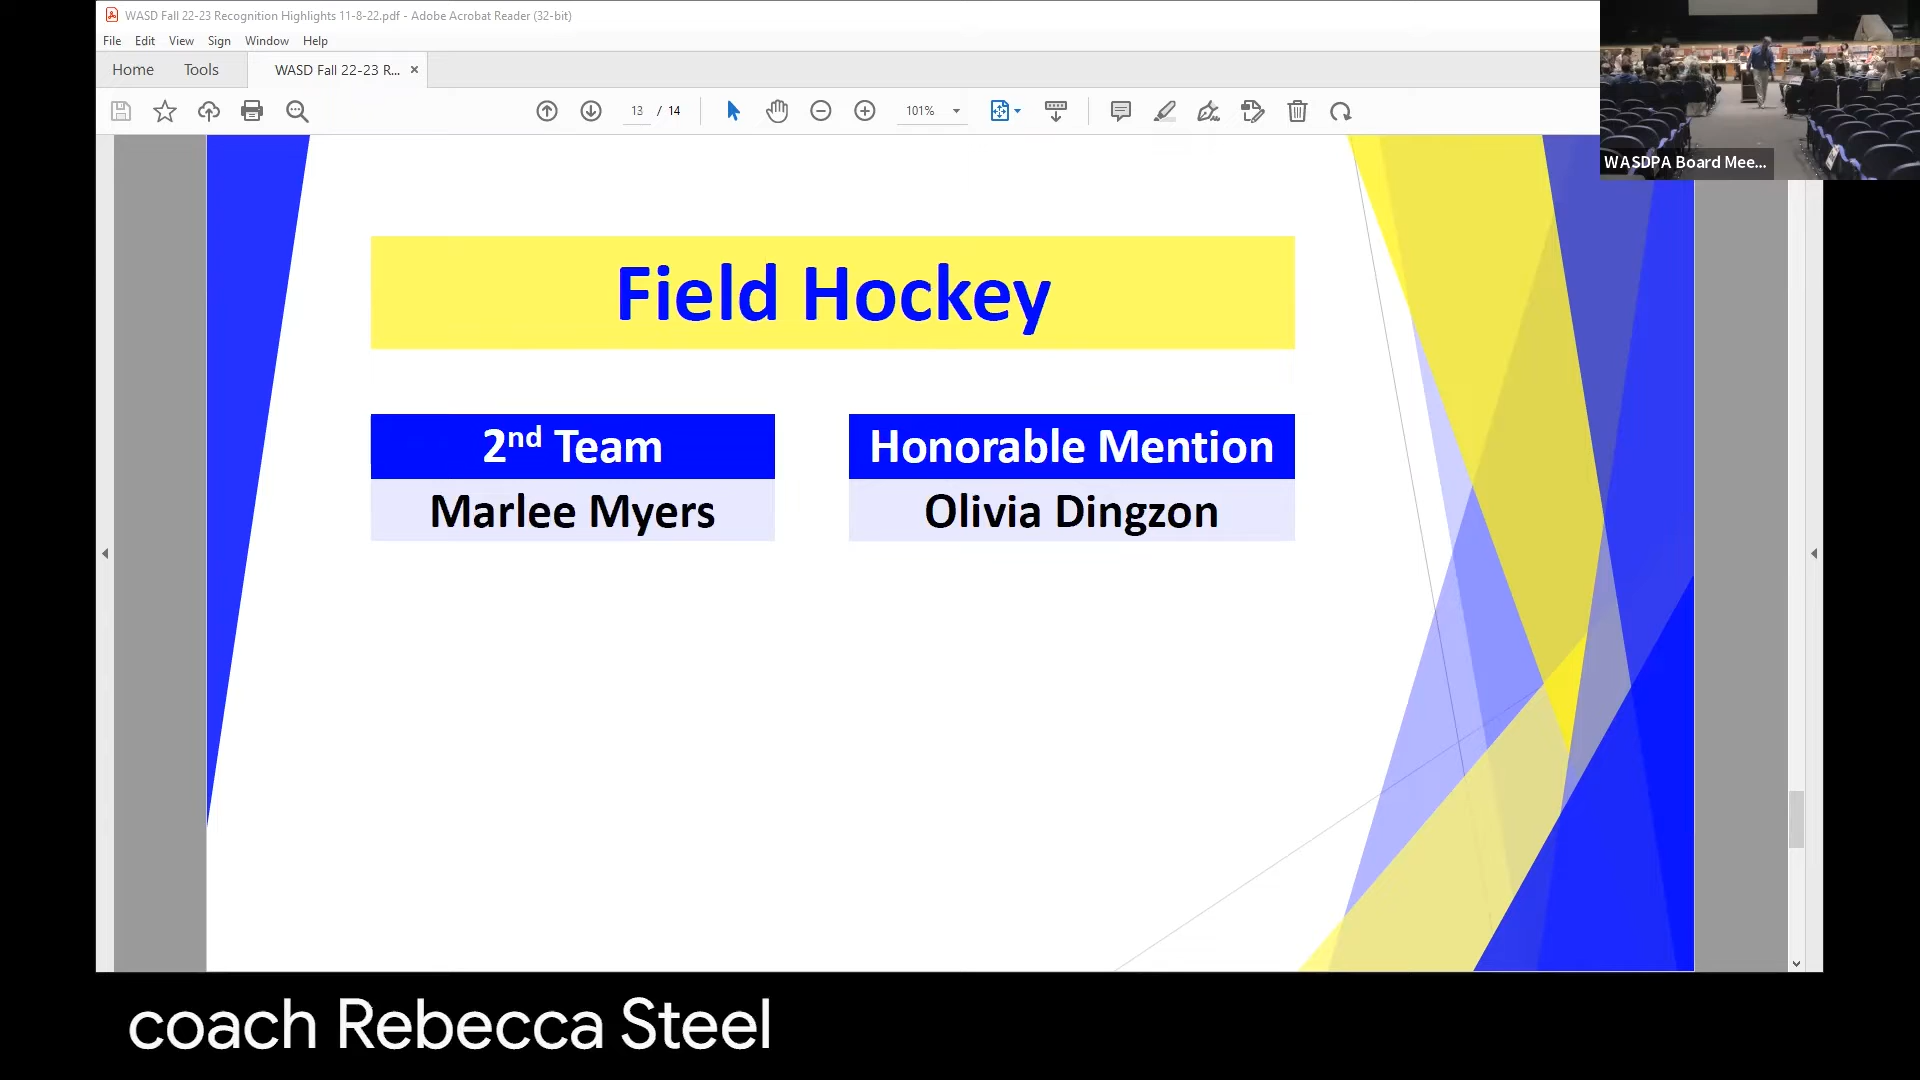 WASD Fall 22-23 Recognition Highlights 11-8-22.pdf - Adobe Acrobat Reader (32-bit)
File Edit View Sign Window Help
Home Tools WASD Fall 22-23 R... ×
13 / 14 101%
WASDPA Board Mee...
Field Hockey
2nd Team
Marlee Myers
Honorable Mention
Olivia Dingzon
coach Rebecca Steel